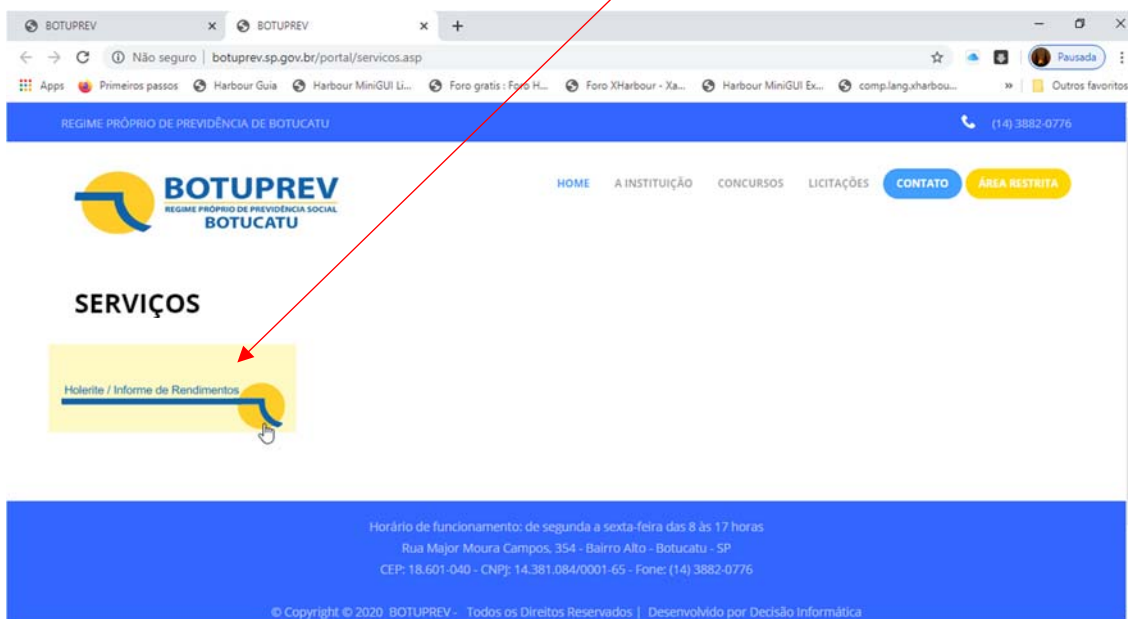 BOTUPREV
BOTUPREV
Não seguro | botuprev.sp.gov.br/portal/servicos.asp
Pausada
Apps Primeiros passos Harbour Guia Harbour MiniGUI Li... Foro gratis : Foro H... Foro XHarbour - Xa... Harbour MiniGUI Ex... comp.lang.xharbou... » Outros favoritos
REGIME PRÓPRIO DE PREVIDÊNCIA DE BOTUCATU
(14) 3882-0776
BOTUPREV
REGIME PRÓPRIO DE PREVIDÊNCIA SOCIAL
BOTUCATU
HOME A INSTITUIÇÃO CONCURSOS LICITAÇÕES CONTATO ÁREA RESTRITA
SERVIÇOS
Holerite / Informe de Rendimentos
Horário de funcionamento: de segunda a sexta-feira das 8 às 17 horas
Rua Major Moura Campos, 354 - Bairro Alto - Botucatu - SP
CEP: 18.601-040 - CNPJ: 14.381.084/0001-65 - Fone: (14) 3882-0776
© Copyright © 2020 BOTUPREV - Todos os Direitos Reservados | Desenvolvido por Decisão Informática